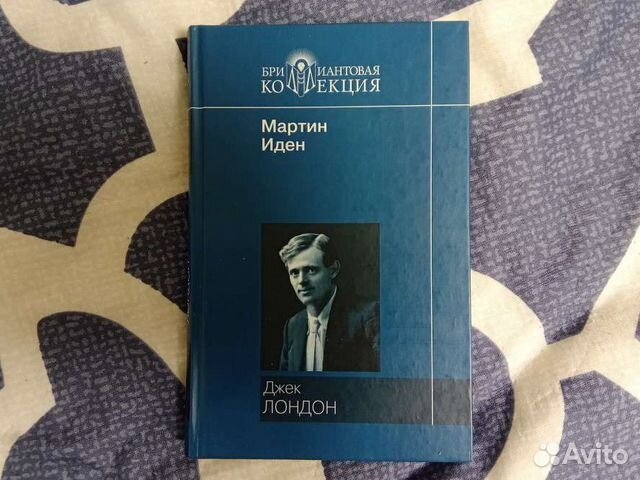 БРИЛЛИАНТОВАЯ
КОЛЛЕКЦИЯ
Мартин
Иден
Джек
ЛОНДОН
Avito